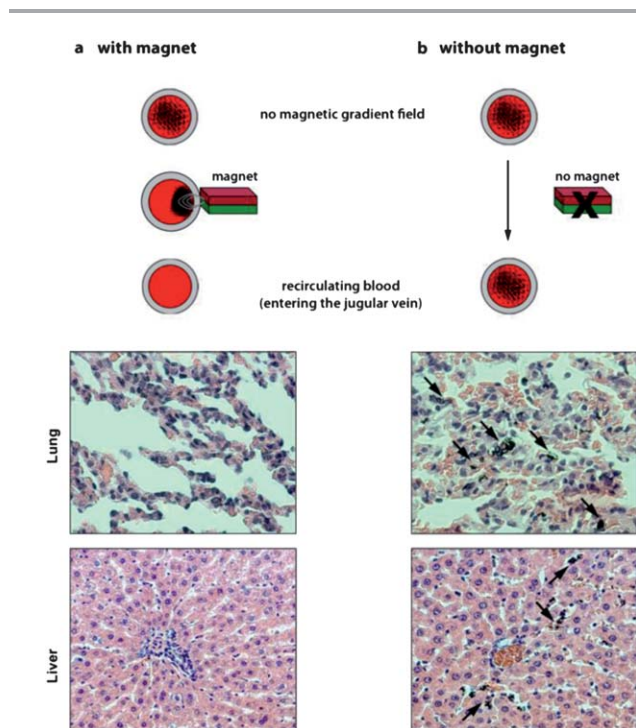 a with magnet
b without magnet
no magnetic gradient field
magnet
no magnet
X
recirculating blood
(entering the jugular vein)
Lung
Liver